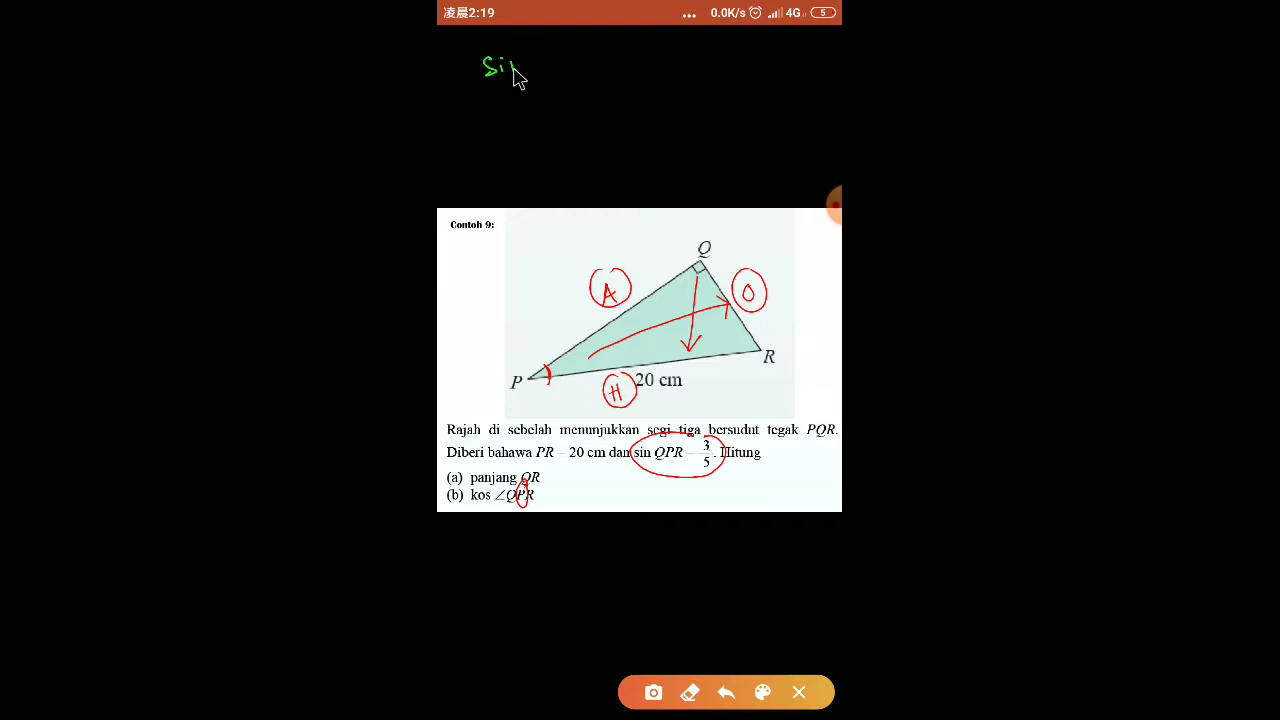 凌晨2:19 ... 0.0K/s 4G 5
Si
Contoh 9:
Q
A
O
R
P
H 20 cm
Rajah di sebelah menunjukkan segi tiga bersudut tegak PQR.
Diberi bahawa PR = 20 cm dan sin QPR = 3/5. Hitung
(a) panjang QR
(b) kos ∠QPR